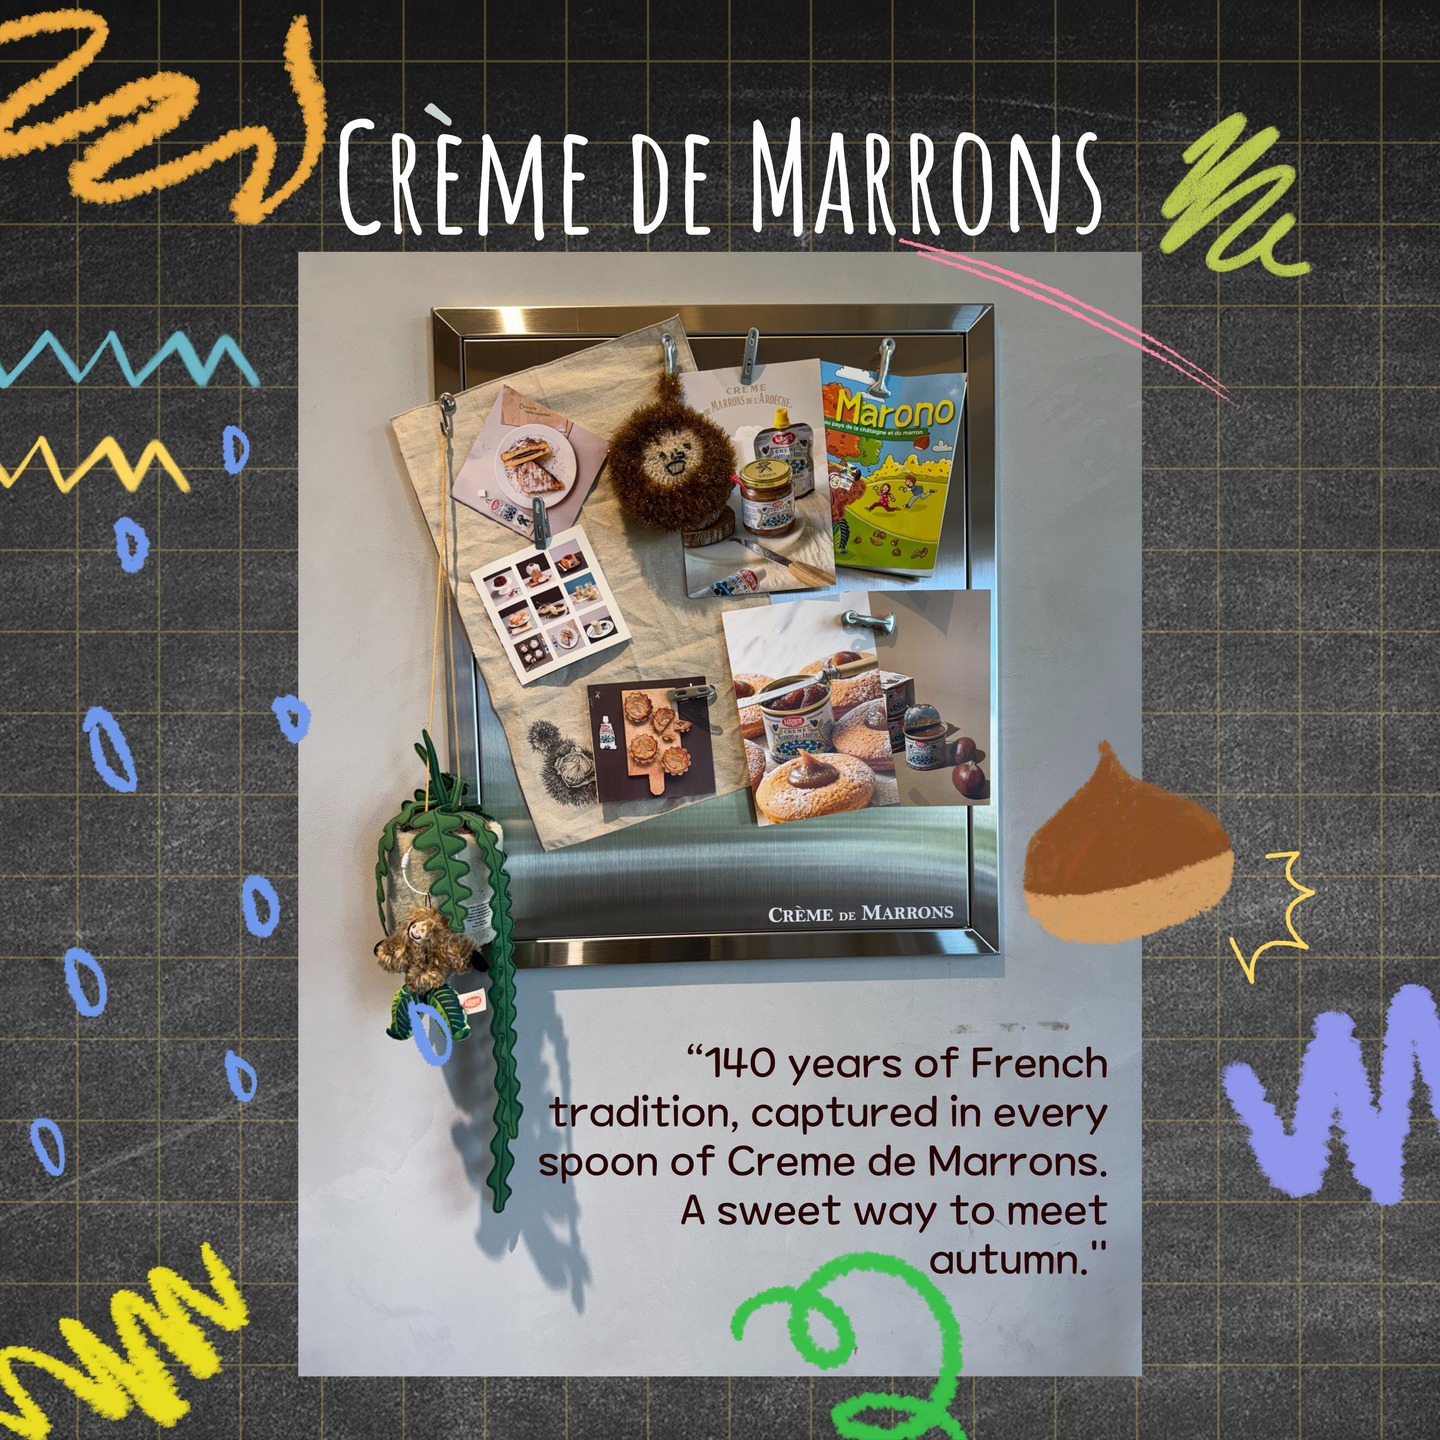 CRÈME DE MARRONS
CRÈME
MARRONS DE L'ARDÈCHE
Marono
au pays de la châtaigne et du marron
CRÈME
CRÈME DE MARRONS
“140 years of French
tradition, captured in every
spoon of Creme de Marrons.
A sweet way to meet
autumn."